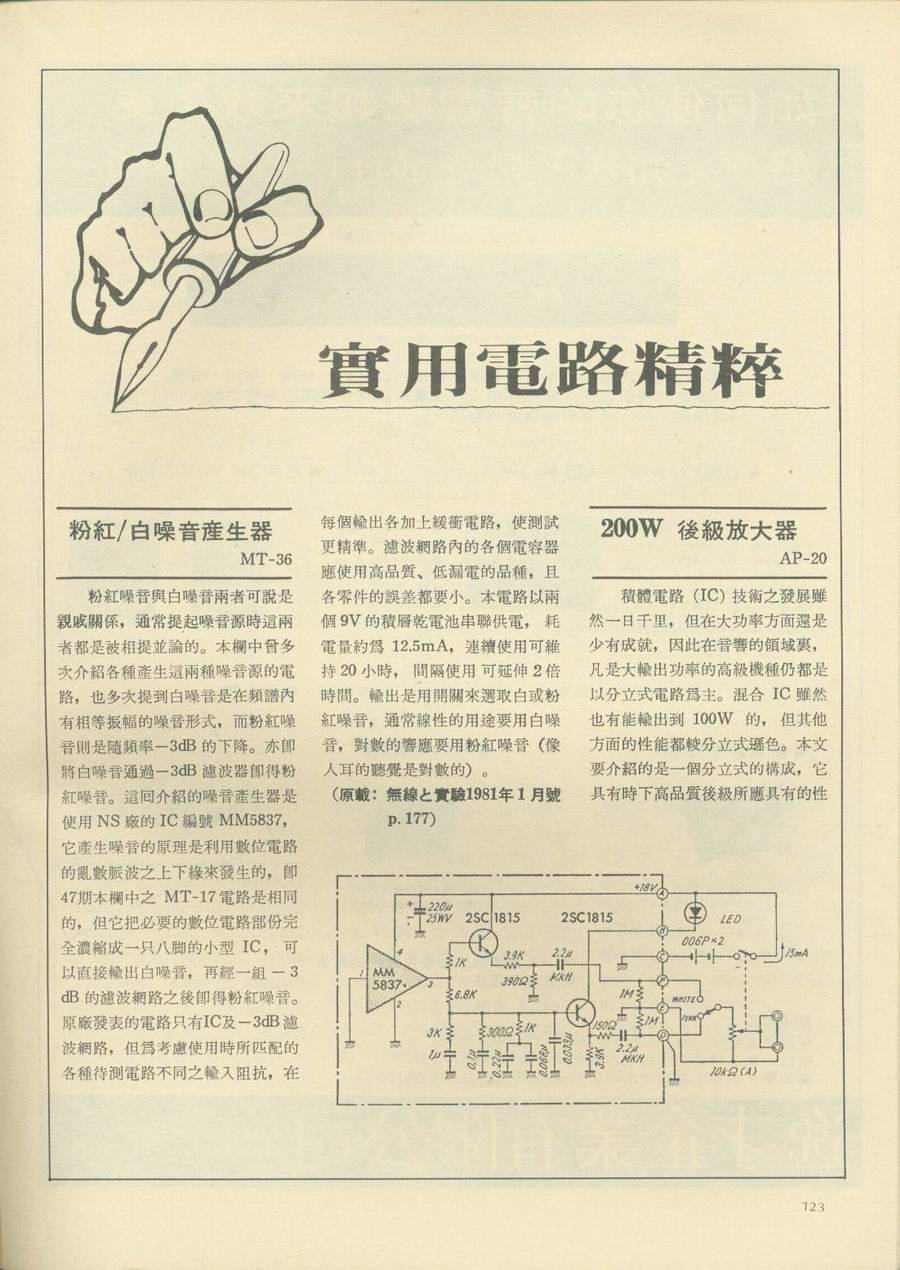 實用電路精粹
粉紅/白噪音産生器
MT-36
粉紅噪音與白噪音兩者可說是
親戚關係，通常提起噪音源時這兩
者都是被相提並論的。本欄中曾多
次介紹各種產生這兩種噪音源的電
路，也多次提到白噪音是在頻譜內
有相等振幅的噪音形式，而粉紅噪
音則是隨頻率－3dB 的下降。亦卽
將白噪音通過－3dB 濾波器卽得粉
紅噪音。這回介紹的噪音產生器是
使用 NS 廠的 IC 編號 MM5837，
它產生噪音的原理是利用數位電路
的亂數脈波之上下緣來發生的，卽
47期本欄中之 MT-17 電路是相同
的，但它把必要的數位電路部份完
全濃縮成一只八脚的小型 IC， 可
以直接輸出白噪音，再經一組 － 3
dB 的濾波網路之後卽得粉紅噪音。
原廠發表的電路只有IC及－3dB濾
波網路，但爲考慮使用時所匹配的
各種待測電路不同之輸入阻抗，在
每個輸出各加上緩衝電路，使測試
更精準。濾波網路內的各個電容器
應使用高品質、低漏電的品種，且
各零件的誤差都要小。本電路以兩
個 9V 的積層乾電池串聯供電， 耗
電量約爲 12.5mA， 連續使用可維
持 20 小時， 間隔使用 可延伸 2 倍
時間。輸出是用開關來選取白或粉
紅噪音，通常線性的用途要用白噪
音，對數的響應要用粉紅噪音（像
人耳的聽覺是對數的）。
（原載：無線と實驗1981年 1 月號
p. 177）
200W 後級放大器
AP-20
積體電路（IC）技術之發展雖
然一日千里，但在大功率方面還是
少有成就，因此在音響的領域裏，
凡是大輸出功率的高級機種仍都是
以分立式電路爲主。混合 IC 雖然
也有能輸出到 100W 的， 但其他
方面的性能都較分立式遜色。本文
要介紹的是一個分立式的構成，它
具有時下高品質後級所應具有的性
+18V
A
220μ
25WV
2SC1815
2SC1815
LED
B
006P×2
C
15mA
1K
3.9K
390Ω
2.2μ
MKH
MM
5837
1
2
3
4
6.8K
1M
WHITE
PINK
1M
3K
300Ω
1K
150Ω
2.2μ
MKH
3.9K
1μ
0.1μ
0.22μ
0.068μ
0.033μ
10kΩ(A)
123